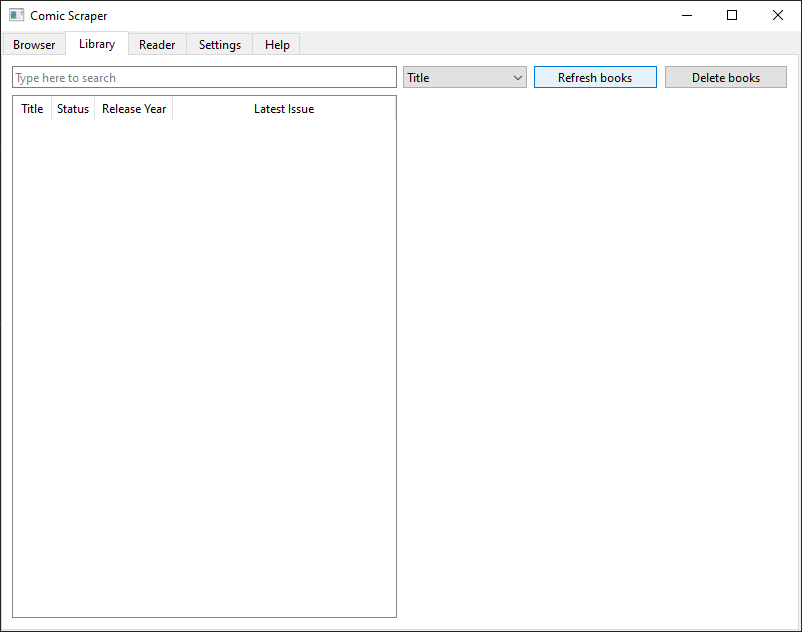 Comic Scraper
Browser Library Reader Settings Help
Type here to search Title Refresh books Delete books
Title Status Release Year Latest Issue